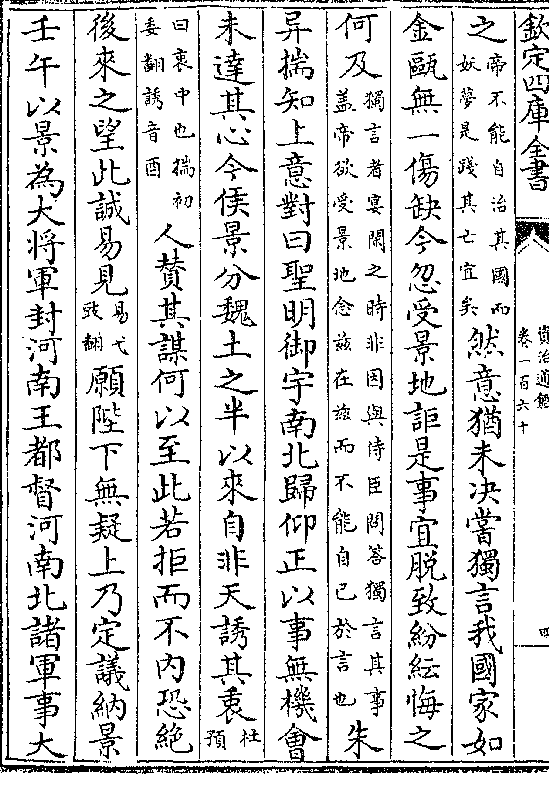 欽定四庫全書
資治通鑑
卷一百六十
四
之帝不能自治其國而妖夢是踐其亡宜矣然意猶未決嘗獨言我國家如
金甌無一傷缺今忽受景地詎是事宜脫致紛紜悔之
何及獨言者宴閑之時非因與侍臣問答獨言其事蓋帝欲受景地念兹在兹而不能自已於言也朱
异揣知上意對曰聖明御宇南北歸仰正以事無機會
未達其心今侯景分魏土之半以來自非天誘其衷杜預
曰衷中也揣初委翻誘音酉人賛其謀何以至此若拒而不内恐絶
後來之望此誠易見易弋豉翻願陛下無疑上乃定議納景
壬午以景為大將軍封河南王都督河南北諸軍事大